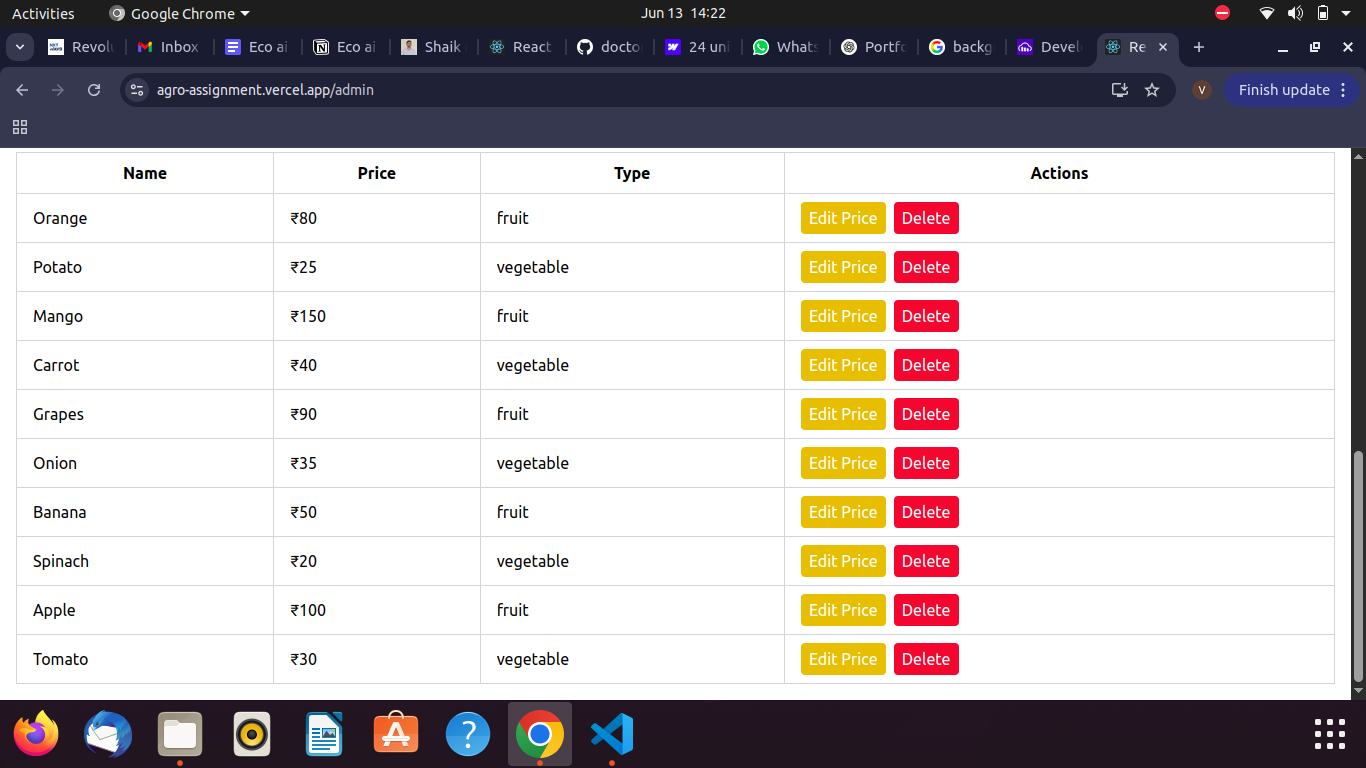 Activities Google Chrome Jun 13 14:22
Revolu Inbox Eco ai Eco ai Shaik React docto 24 uni Whats Portfo backg Devel Re
agro-assignment.vercel.app/admin V Finish update
Name Price Type Actions
Orange ₹80 fruit Edit Price Delete
Potato ₹25 vegetable Edit Price Delete
Mango ₹150 fruit Edit Price Delete
Carrot ₹40 vegetable Edit Price Delete
Grapes ₹90 fruit Edit Price Delete
Onion ₹35 vegetable Edit Price Delete
Banana ₹50 fruit Edit Price Delete
Spinach ₹20 vegetable Edit Price Delete
Apple ₹100 fruit Edit Price Delete
Tomato ₹30 vegetable Edit Price Delete